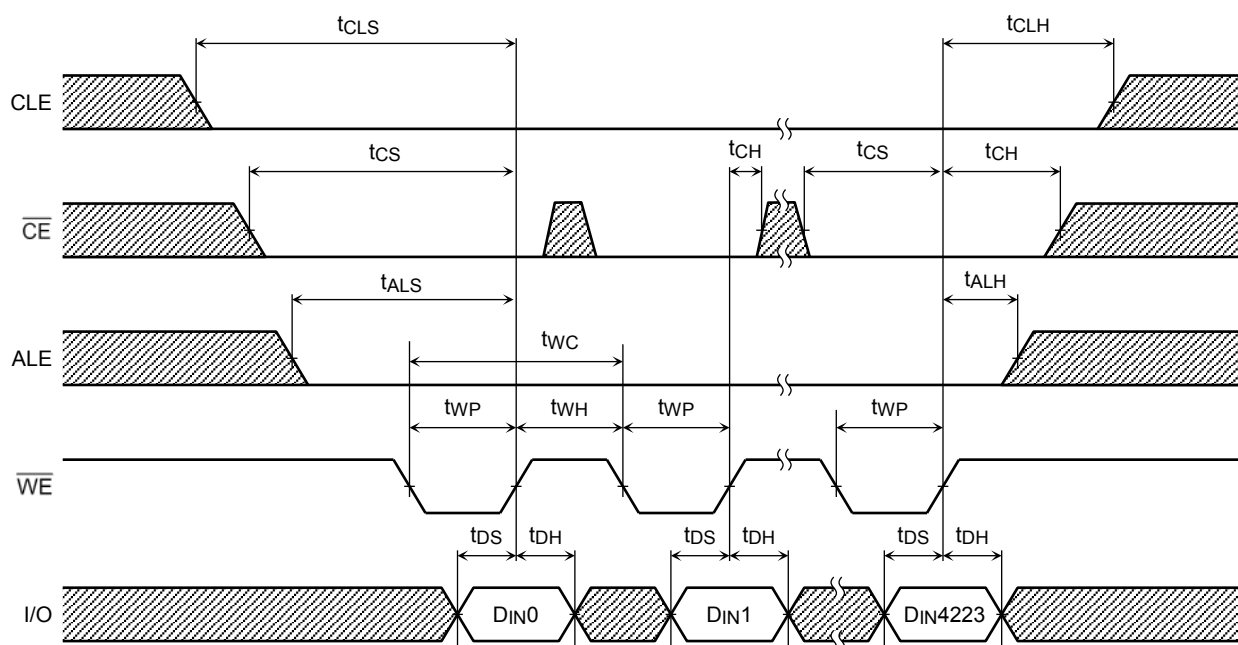 tCLS tCLH
CLE
tCS tCH tCS tCH
CE
tALS tALH
tWC
ALE
tWP tWH tWP tWP
WE
tDS tDH tDS tDH tDS tDH
I/O DIN0 DIN1 DIN4223